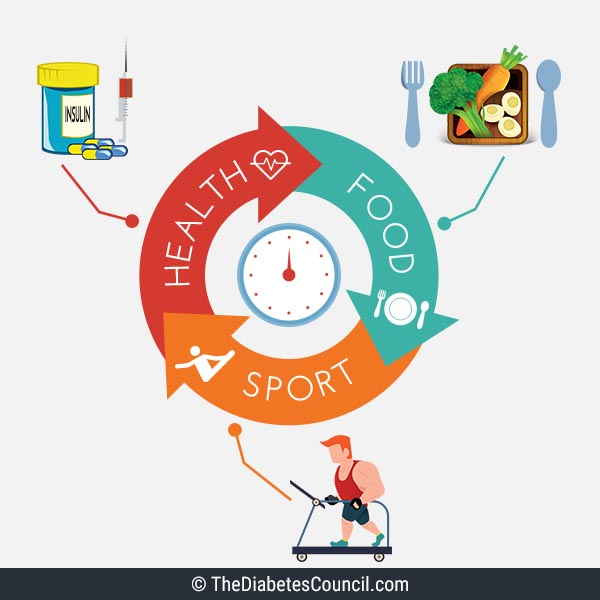 INSULIN
HEALTH
FOOD
SPORT
© TheDiabetesCouncil.com